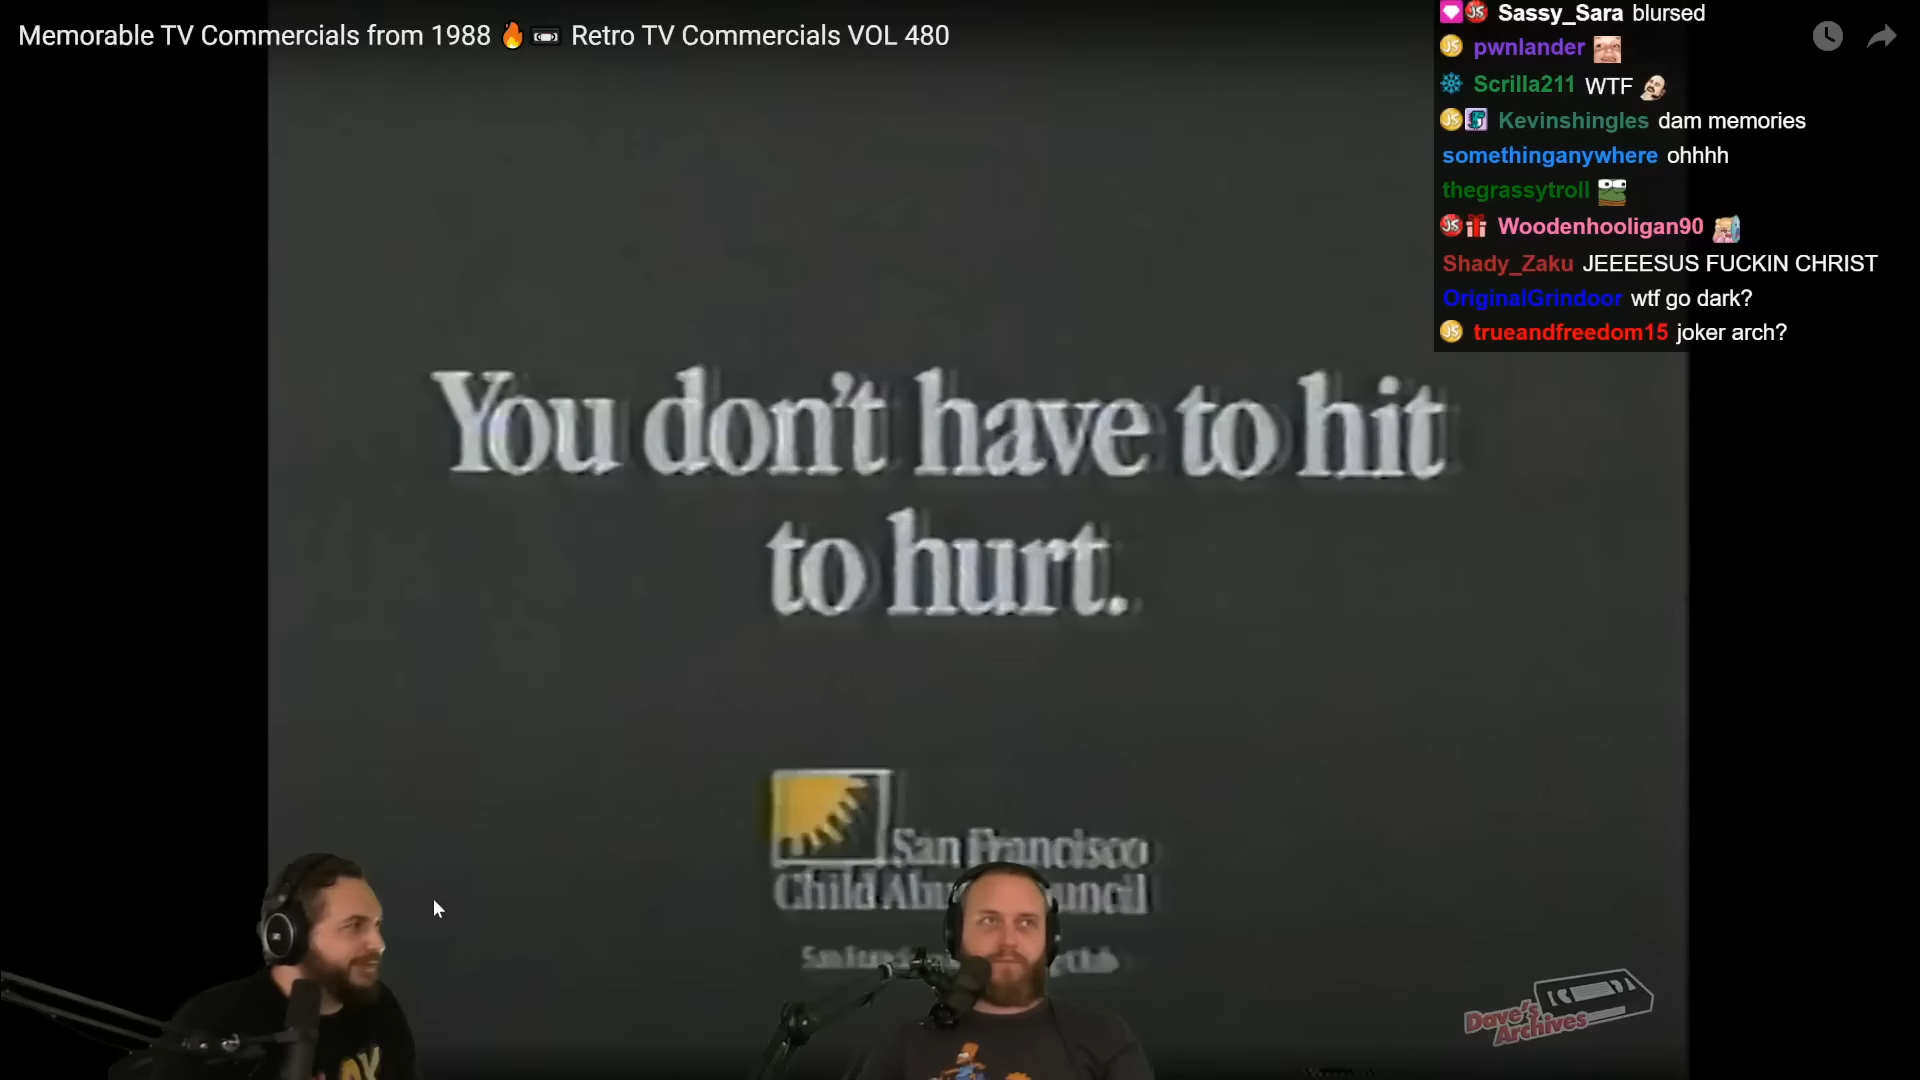 Memorable TV Commercials from 1988 🔥📼 Retro TV Commercials VOL 480
Sassy_Sara blursed
pwnlander
Scrilla211 WTF
Kevinshingles dam memories
somethinganywhere ohhhh
thegrassytroll
Woodenhooligan90
Shady_Zaku JEEEESUS FUCKIN CHRIST
OriginalGrindoor wtf go dark?
trueandfreedom15 joker arch?
You don't have to hit
to hurt.
San Francisco
Child
Dave's
Archives